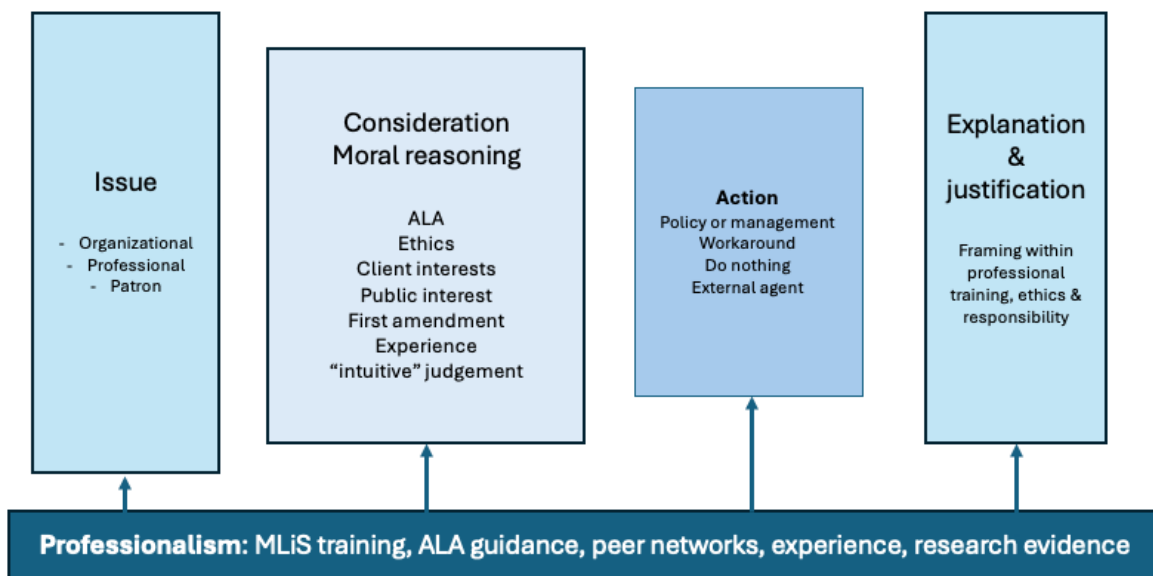 Issue
- Organizational
- Professional
- Patron
Consideration
Moral reasoning
ALA
Ethics
Client interests
Public interest
First amendment
Experience
“intuitive” judgement
Action
Policy or management
Workaround
Do nothing
External agent
Explanation
&
justification
Framing within
professional
training, ethics &
responsibility
Professionalism: MLiS training, ALA guidance, peer networks, experience, research evidence